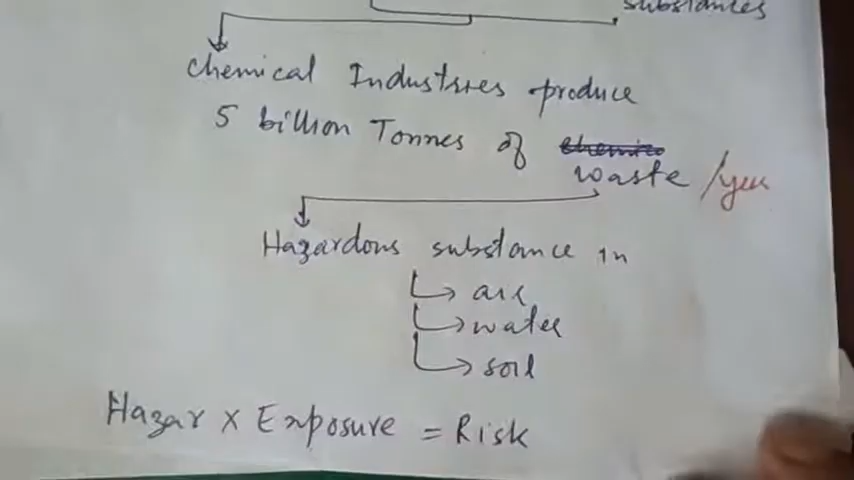 substances
Chemical Industries produce
5 billion Tonnes of
waste /year
Hazardous substance in
air
water
soil
Hazar x Exposure = Risk